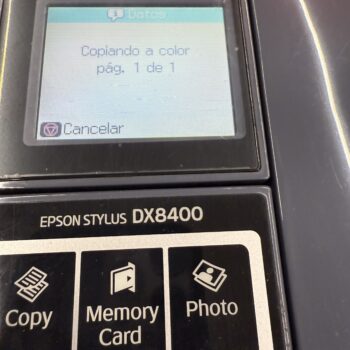 Datos
Copiando a color
pág. 1 de 1
Cancelar
EPSON STYLUS DX8400
Copy
Memory
Card
Photo